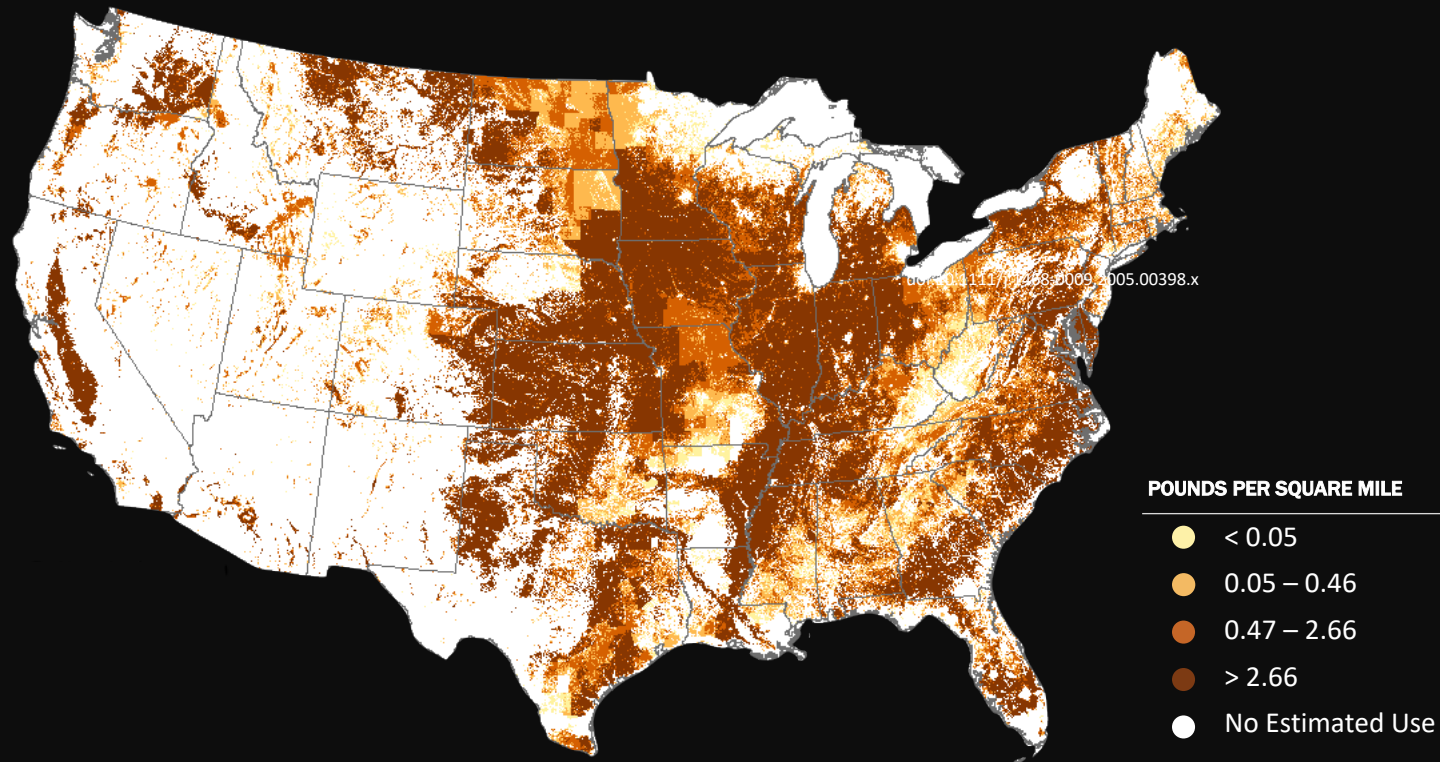 POUNDS PER SQUARE MILE
< 0.05
0.05 – 0.46
0.47 – 2.66
> 2.66
No Estimated Use